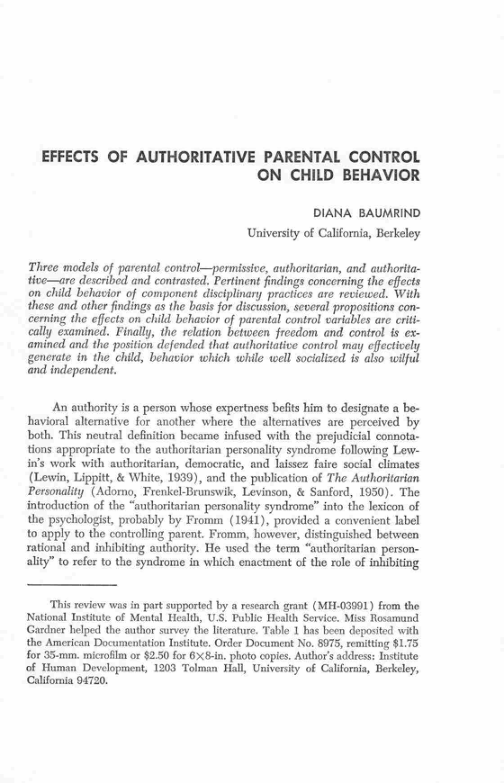 EFFECTS OF AUTHORITATIVE PARENTAL CONTROL
ON CHILD BEHAVIOR
DIANA BAUMRIND
University of California, Berkeley
Three models of parental control—permissive, authoritarian, and authorita-
tive—are described and contrasted. Pertinent findings concerning the effects
on child behavior of component disciplinary practices are reviewed. With
these and other findings as the basis for discussion, several propositions con-
cerning the effects on child behavior of parental control variables are criti-
cally examined. Finally, the relation between freedom and control is ex-
amined and the position defended that authoritative control may effectively
generate in the child, behavior which while well socialized is also wilful
and independent.
An authority is a person whose expertness befits him to designate a be-
havioral alternative for another where the alternatives are perceived by
both. This neutral definition became infused with the prejudicial connota-
tions appropriate to the authoritarian personality syndrome following Lew-
in's work with authoritarian, democratic, and laissez faire social climates
(Lewin, Lippitt, & White, 1939), and the publication of The Authoritarian
Personality (Adorno, Frenkel-Brunswik, Levinson, & Sanford, 1950). The
introduction of the "authoritarian personality syndrome" into the lexicon of
the psychologist, probably by Fromm (1941), provided a convenient label
to apply to the controlling parent. Fromm, however, distinguished between
rational and inhibiting authority. He used the term "authoritarian person-
ality" to refer to the syndrome in which enactment of the role of inhibiting
This review was in part supported by a research grant (MH-03991) from the
National Institute of Mental Health, U.S. Public Health Service. Miss Rosamund
Gardner helped the author survey the literature. Table 1 has been deposited with
the American Documentation Institute. Order Document No. 8975, remitting $1.75
for 35-mm. microfilm or $2.50 for 6×8-in. photo copies. Author's address: Institute
of Human Development, 1203 Tolman Hall, University of California, Berkeley,
California 94720.